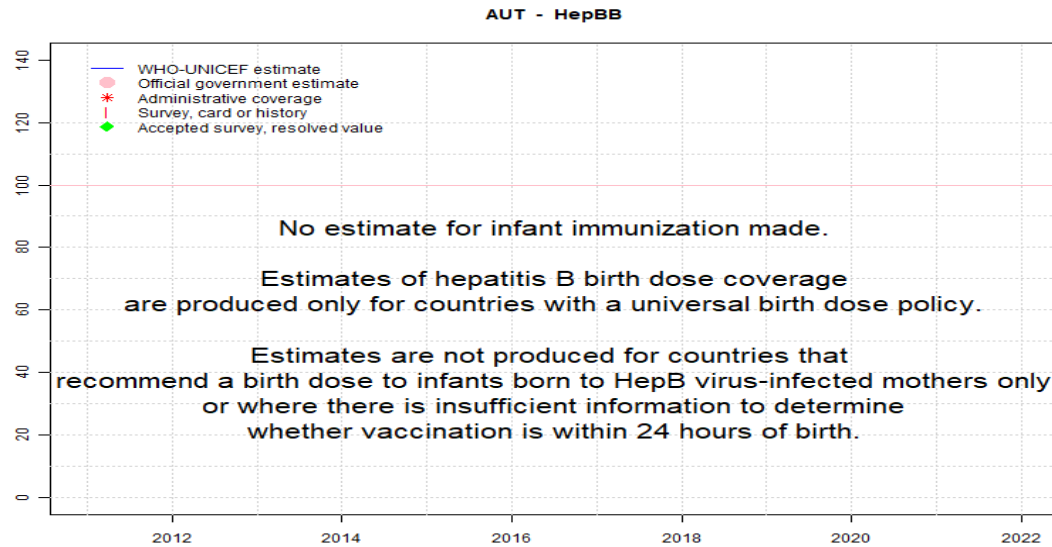 AUT - HepBB
WHO-UNICEF estimate
Official government estimate
Administrative coverage
Survey, card or history
Accepted survey, resolved value
No estimate for infant immunization made.
Estimates of hepatitis B birth dose coverage
are produced only for countries with a universal birth dose policy.
Estimates are not produced for countries that
recommend a birth dose to infants born to HepB virus-infected mothers only
or where there is insufficient information to determine
whether vaccination is within 24 hours of birth.
140
120
100
80
60
40
20
0
2012 2014 2016 2018 2020 2022